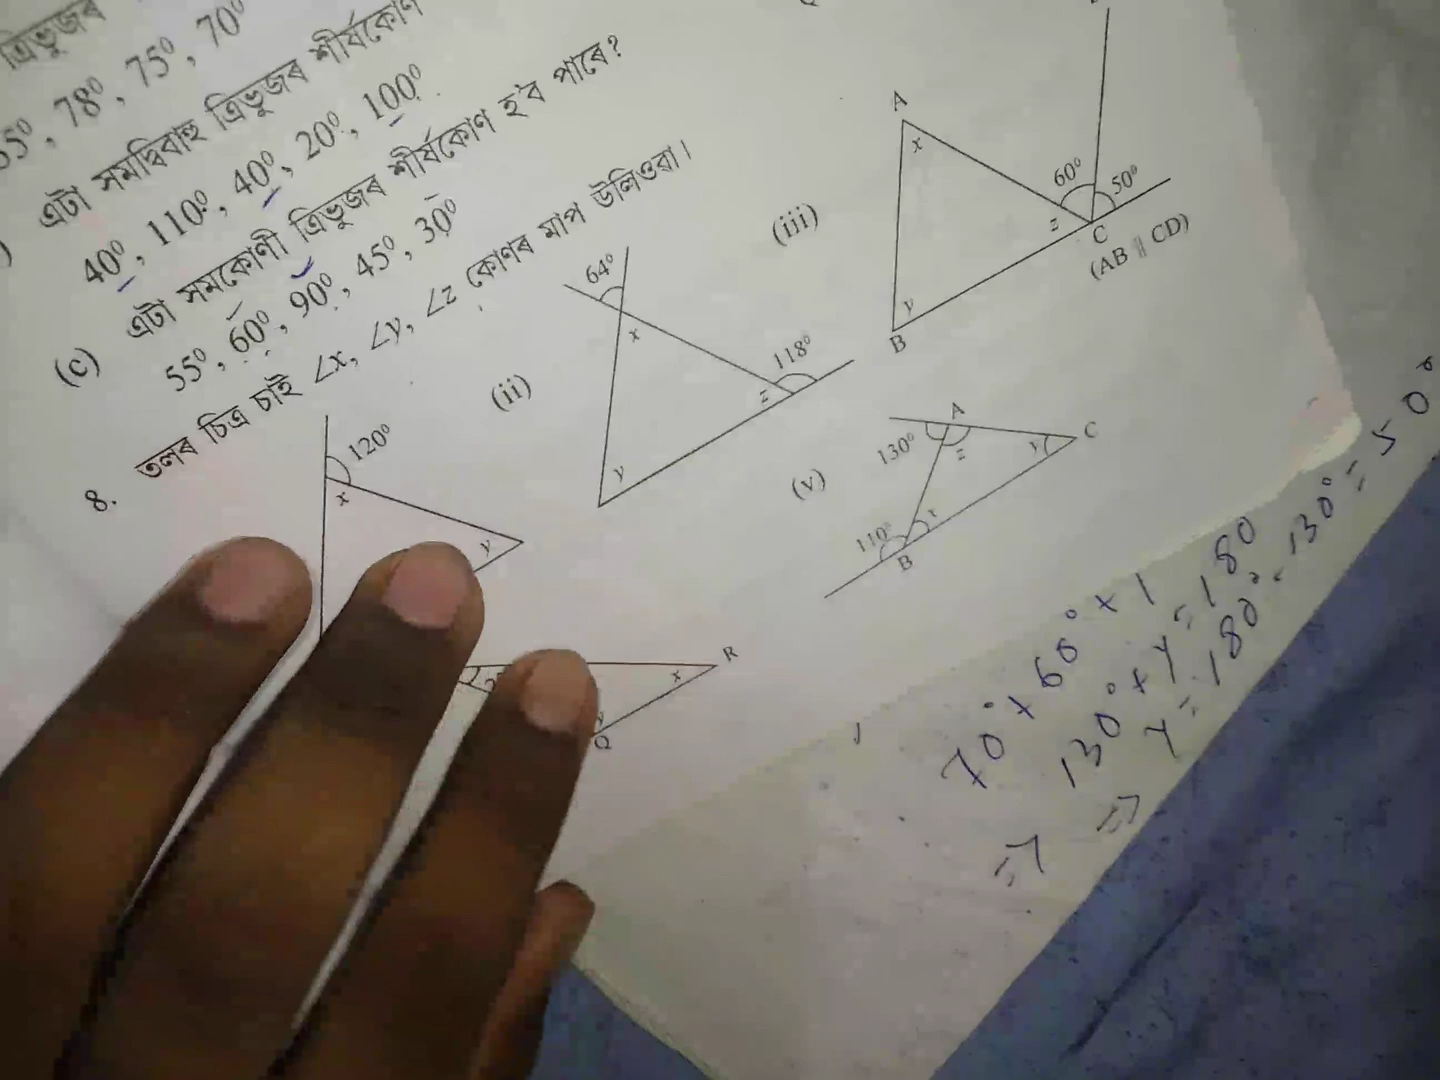 ত্ৰিভুজৰ
55⁰, 78⁰, 75⁰, 70⁰
এটা সমদ্বিবাহু ত্ৰিভুজৰ শীৰ্ষকোণ
40⁰, 110⁰, 40⁰, 20⁰, 100⁰
(c) এটা সমকোণী ত্ৰিভুজৰ শীৰ্ষকোণ হ'ব পাৰে?
55⁰, 60⁰, 90⁰, 45⁰, 30⁰
8. তলৰ চিত্ৰ চাই ∠x, ∠y, ∠z কোণৰ মাপ উলিওৱা।
120⁰
x
y
(ii)
64⁰
x
118⁰
z
y
(iii)
A
x
60⁰
50⁰
z
C
y
B
(AB || CD)
R
x
y
Q
(v)
A
130⁰
z
y
C
110⁰
x
B
70° + 60° +
130° + y = 180
y = 180° - 130° = 50°